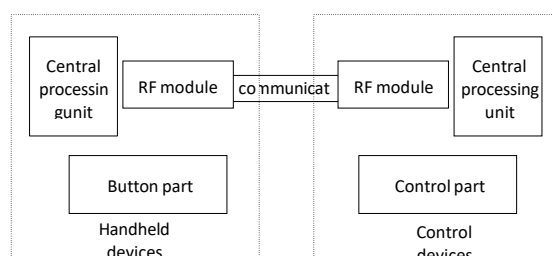 Central
processin
gunit
RF module
communicat
RF module
Central
processing
unit
Button part
Control part
Handheld
devices
Control
devices